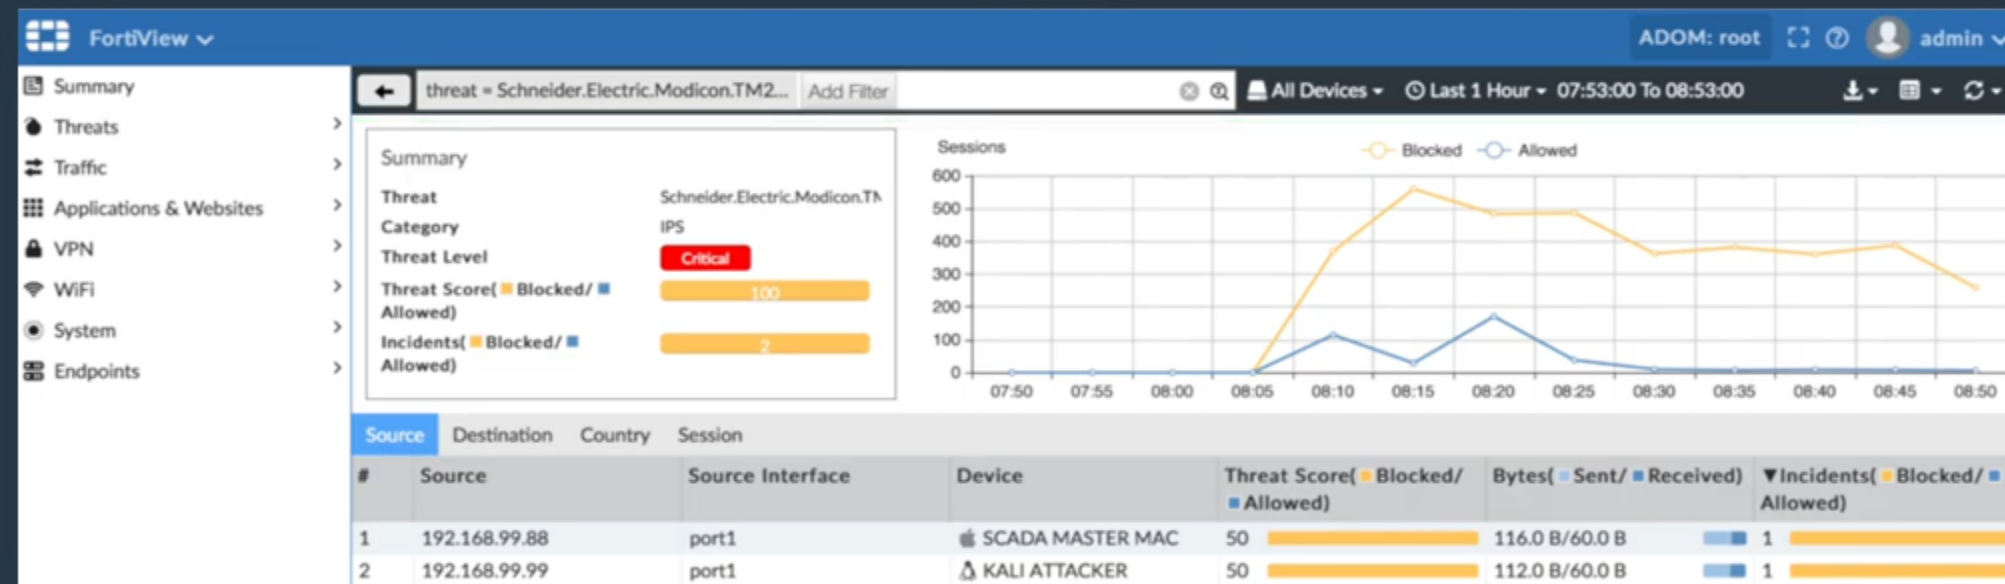 FortiView
ADOM: root
admin
Summary
Threats
Traffic
Applications & Websites
VPN
WiFi
System
Endpoints
threat = Schneider.Electric.Modicon.TM2...
Add Filter
All Devices
Last 1 Hour
07:53:00 To 08:53:00
Summary
Threat
Schneider.Electric.Modicon.TM
Category
IPS
Threat Level
Critical
Threat Score( Blocked/
Allowed)
100
Incidents( Blocked/
Allowed)
2
Sessions
Blocked
Allowed
600
500
400
300
200
100
0
07:50 07:55 08:00 08:05 08:10 08:15 08:20 08:25 08:30 08:35 08:40 08:45 08:50
Source Destination Country Session
# Source Source Interface Device Threat Score( Blocked/ Allowed) Bytes( Sent/ Received) ▼Incidents( Blocked/ Allowed)
1 192.168.99.88 port1 SCADA MASTER MAC 50 116.0 B/60.0 B 1
2 192.168.99.99 port1 KALI ATTACKER 50 112.0 B/60.0 B 1